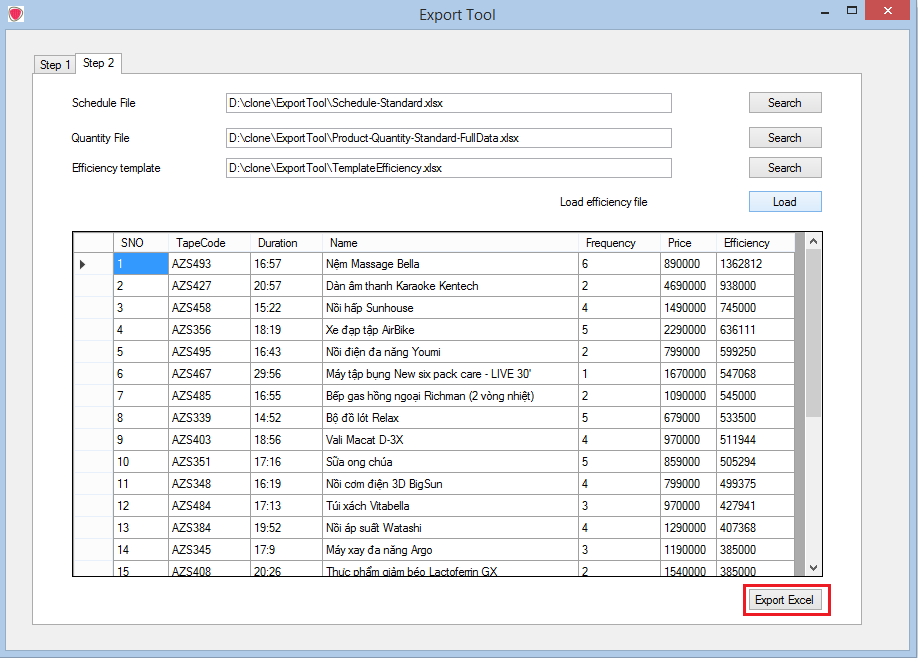 Export Tool
Step 1 Step 2
Schedule File D:\clone\ExportTool\Schedule-Standard.xlsx Search
Quantity File D:\clone\ExportTool\Product-Quantity-Standard-FullData.xlsx Search
Efficiency template D:\clone\ExportTool\TemplateEfficiency.xlsx Search
Load efficiency file Load
SNO TapeCode Duration Name Frequency Price Efficiency
1 AZS493 16:57 Nệm Massage Bella 6 890000 1362812
2 AZS427 20:57 Dàn âm thanh Karaoke Kentech 2 4690000 938000
3 AZS458 15:22 Nồi hấp Sunhouse 4 1490000 745000
4 AZS356 18:19 Xe đạp tập AirBike 5 2290000 636111
5 AZS495 16:43 Nồi điện đa năng Youmi 2 799000 599250
6 AZS467 29:56 Máy tập bụng New six pack care - LIVE 30' 1 1670000 547068
7 AZS485 16:55 Bếp gas hồng ngoại Richman (2 vòng nhiệt) 2 1090000 545000
8 AZS339 14:52 Bộ đồ lót Relax 5 679000 533500
9 AZS403 18:56 Vali Macat D-3X 4 970000 511944
10 AZS351 17:16 Sữa ong chúa 5 859000 505294
11 AZS348 16:19 Nồi cơm điện 3D BigSun 4 799000 499375
12 AZS484 17:13 Túi xách Vitabella 3 970000 427941
13 AZS384 19:52 Nồi áp suất Watashi 4 1290000 407368
14 AZS345 17:9 Máy xay đa năng Argo 3 1190000 385000
15 AZS408 20:26 Thực phẩm giảm béo Lactoferrin GX 2 1540000 385000
Export Excel